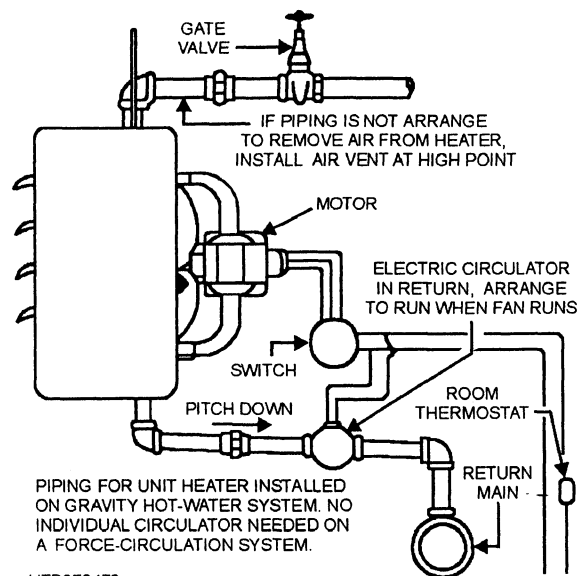 GATE
VALVE
IF PIPING IS NOT ARRANGE
TO REMOVE AIR FROM HEATER,
INSTALL AIR VENT AT HIGH POINT
MOTOR
ELECTRIC CIRCULATOR
IN RETURN, ARRANGE
TO RUN WHEN FAN RUNS
SWITCH
ROOM
THERMOSTAT
PITCH DOWN
RETURN
MAIN
PIPING FOR UNIT HEATER INSTALLED
ON GRAVITY HOT-WATER SYSTEM. NO
INDIVIDUAL CIRCULATOR NEEDED ON
A FORCE-CIRCULATION SYSTEM.